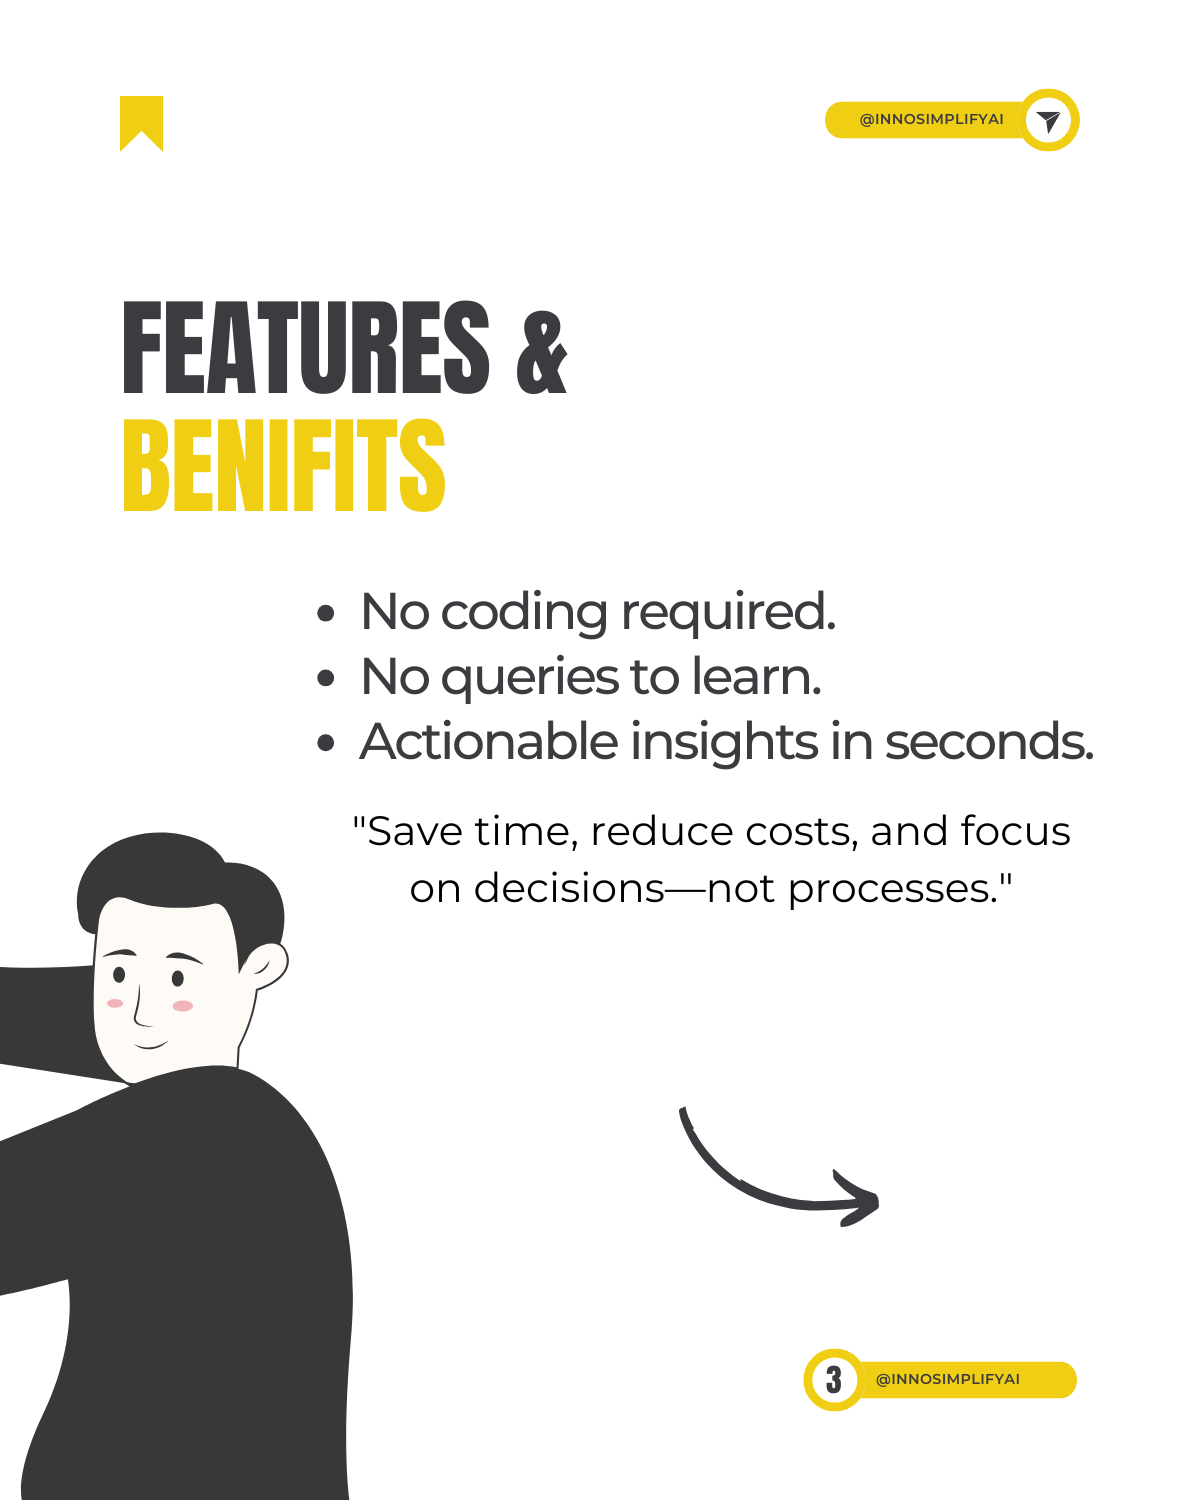 @INNOSIMPLIFYAI
FEATURES &
BENIFITS
• No coding required.
• No queries to learn.
• Actionable insights in seconds.
"Save time, reduce costs, and focus
on decisions—not processes."
3
@INNOSIMPLIFYAI